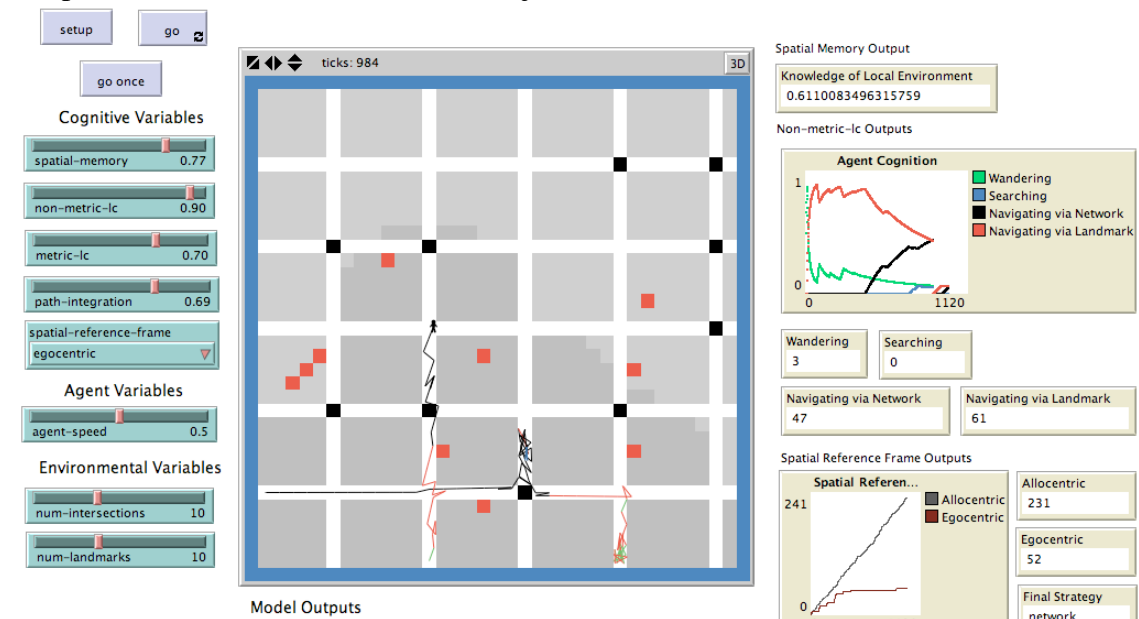 setup
go
go once
Cognitive Variables
spatial-memory 0.77
non-metric-lc 0.90
metric-lc 0.70
path-integration 0.69
spatial-reference-frame
egocentric
Agent Variables
agent-speed 0.5
Environmental Variables
num-intersections 10
num-landmarks 10
ticks: 984
3D
Model Outputs
Spatial Memory Output
Knowledge of Local Environment
0.6110083496315759
Non-metric-lc Outputs
Agent Cognition
1
0
0 1120
Wandering
Searching
Navigating via Network
Navigating via Landmark
Wandering
3
Searching
0
Navigating via Network
47
Navigating via Landmark
61
Spatial Reference Frame Outputs
Spatial Referen...
241
0
Allocentric
Egocentric
Allocentric
231
Egocentric
52
Final Strategy
network